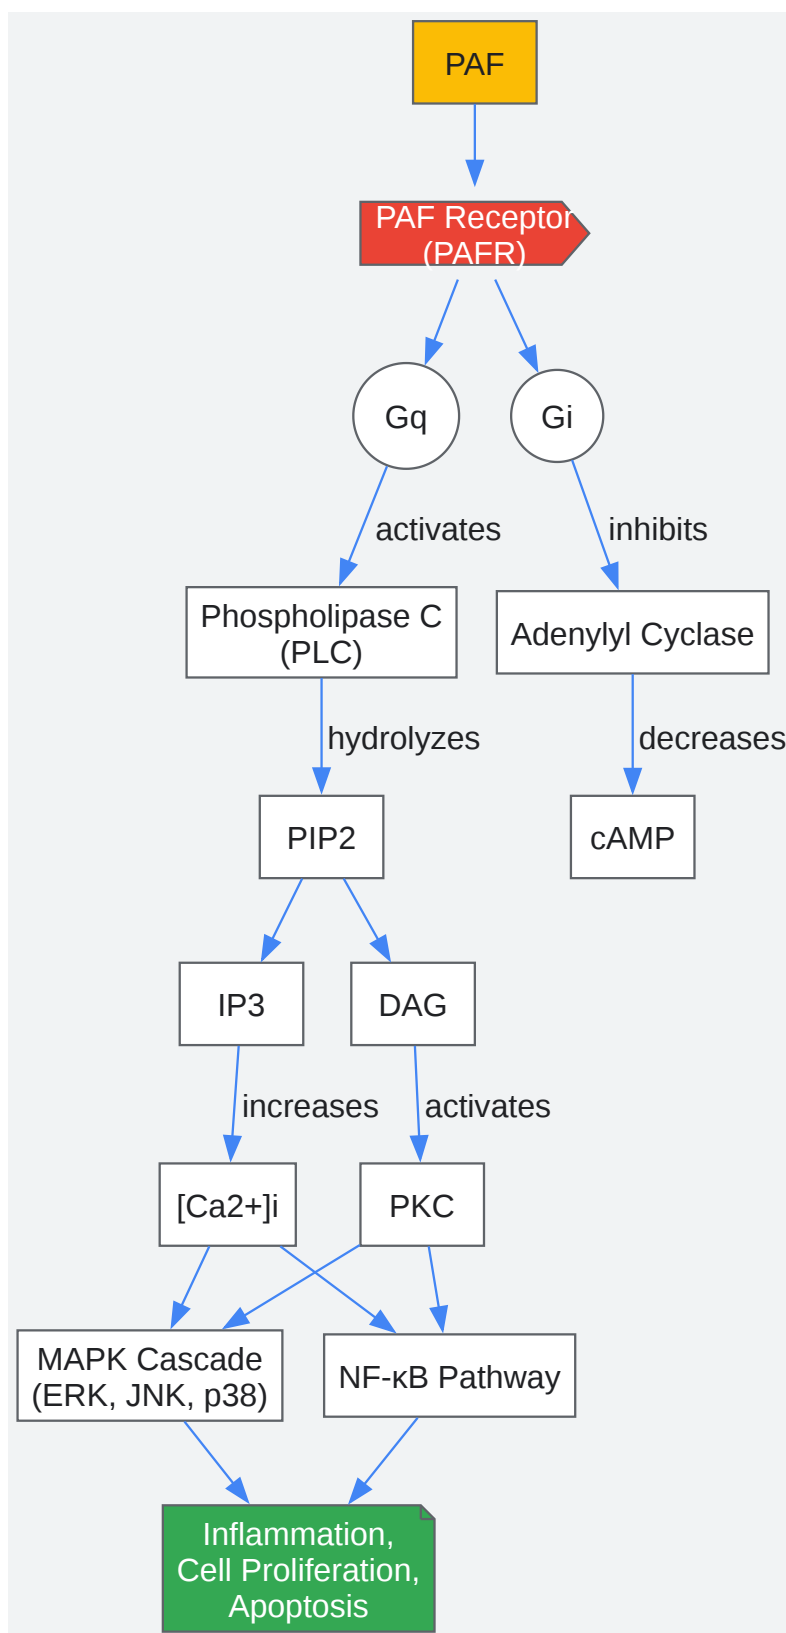 PAF
PAF Receptor
(PAFR)
Gq
Gi
activates
inhibits
Phospholipase C
(PLC)
Adenylyl Cyclase
hydrolyzes
decreases
PIP2
cAMP
IP3
DAG
increases
activates
[Ca2+]i
PKC
MAPK Cascade
(ERK, JNK, p38)
NF-κB Pathway
Inflammation,
Cell Proliferation,
Apoptosis